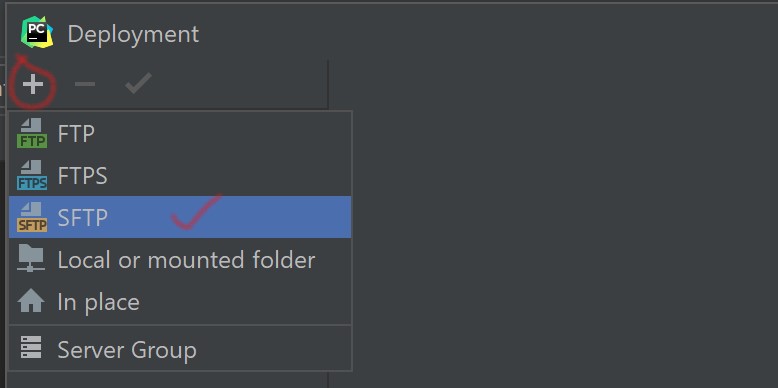 PC
Deployment
FTP
FTP
FTPS
FTPS
SFTP
SFTP
Local or mounted folder
In place
Server Group